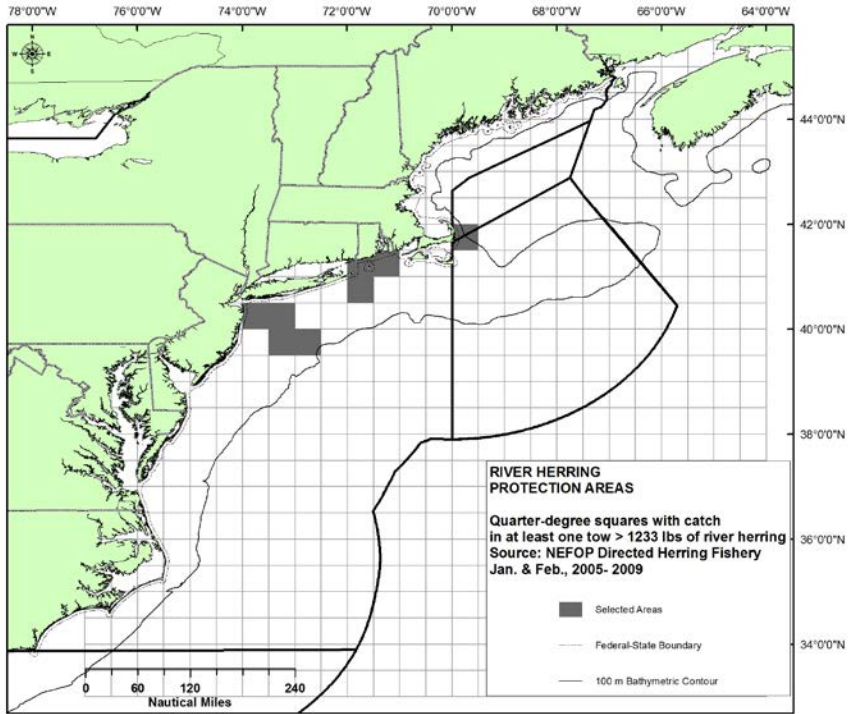 78°0'0"W 76°0'0"W 74°0'0"W 72°0'0"W 70°0'0"W 68°0'0"W 66°0'0"W 64°0'0"W
N
W E
S
44°0'0"N
42°0'0"N
40°0'0"N
38°0'0"N
36°0'0"N
34°0'0"N
RIVER HERRING
PROTECTION AREAS
Quarter-degree squares with catch
in at least one tow > 1233 lbs of river herring
Source: NEFOP Directed Herring Fishery
Jan. & Feb., 2005- 2009
Selected Areas
Federal-State Boundary
100 m Bathymetric Contour
0 60 120 240
Nautical Miles